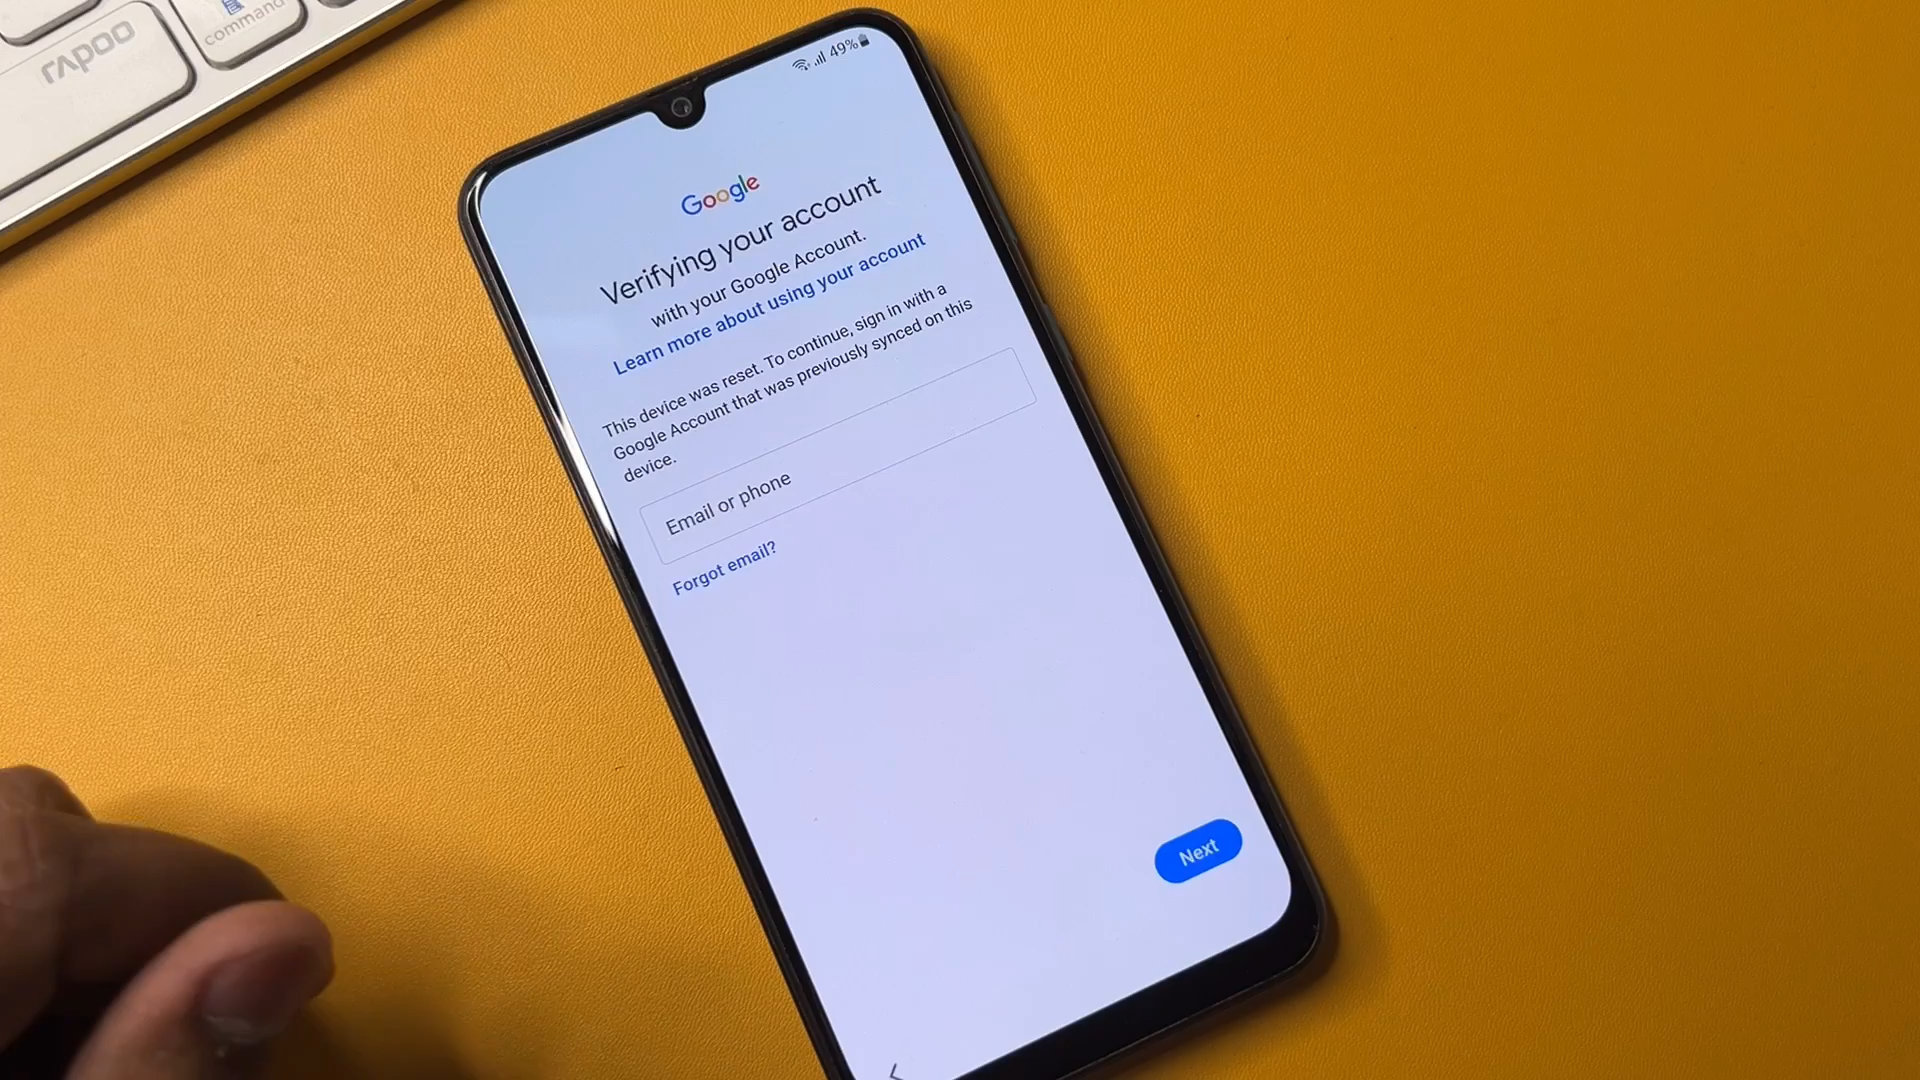 rapoo
command
49%
Google
Verifying your account
with your Google Account.
Learn more about using your account
This device was reset. To continue, sign in with a
Google Account that was previously synced on this
device.
Email or phone
Forgot email?
Next